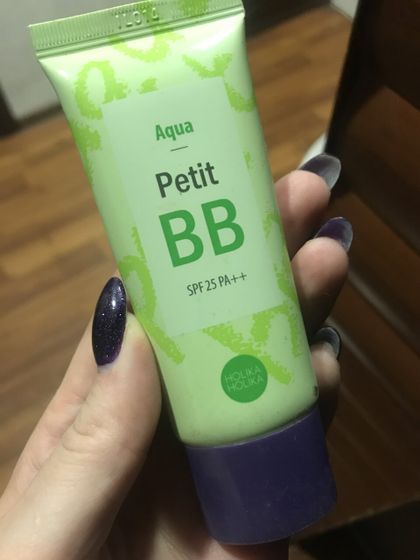 Aqua
Petit
BB
SPF 25 PA++
HOLIKA
HOLIKA